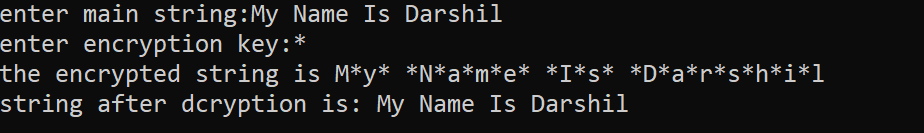 enter main string:My Name Is Darshil
enter encryption key:*
the encrypted string is M*y* *N*a*m*e* *I*s* *D*a*r*s*h*i*l
string after dcryption is: My Name Is Darshil